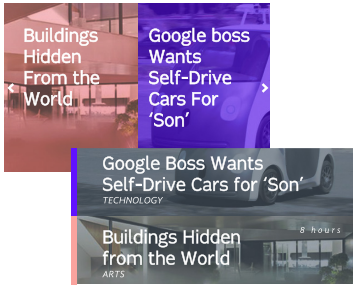 Buildings
Hidden
From the
World
Google boss
Wants
Self-Drive
Cars For
‘Son’
Google Boss Wants
Self-Drive Cars for ‘Son’
TECHNOLOGY
8 hours
Buildings Hidden
from the World
ARTS